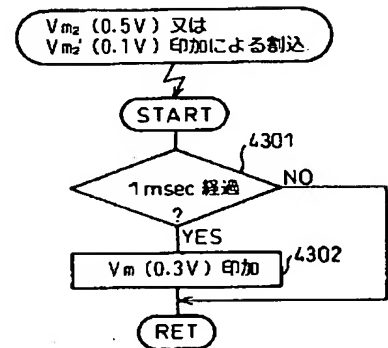 Vm₂ (0.5V) 又は
Vm₂' (0.1V) 印加による割込
START
4301
1msec 経過
?
NO
YES
Vm (0.3V) 印加
4302
RET